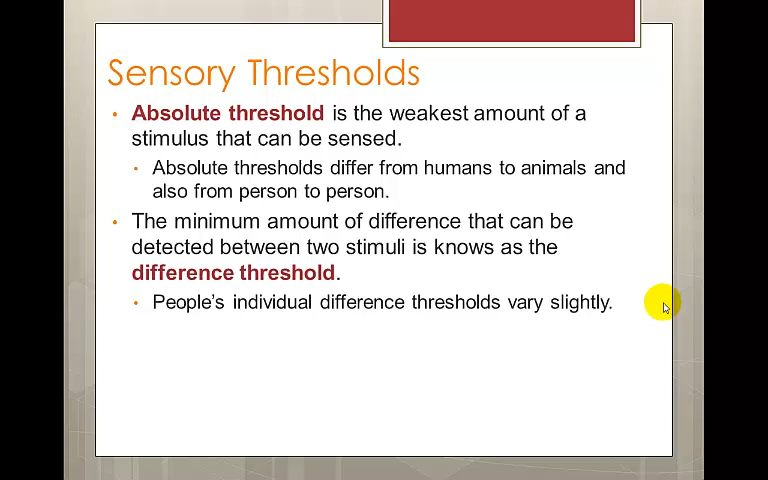 Sensory Thresholds
• Absolute threshold is the weakest amount of a
stimulus that can be sensed.
• Absolute thresholds differ from humans to animals and
also from person to person.
• The minimum amount of difference that can be
detected between two stimuli is knows as the
difference threshold.
• People's individual difference thresholds vary slightly.